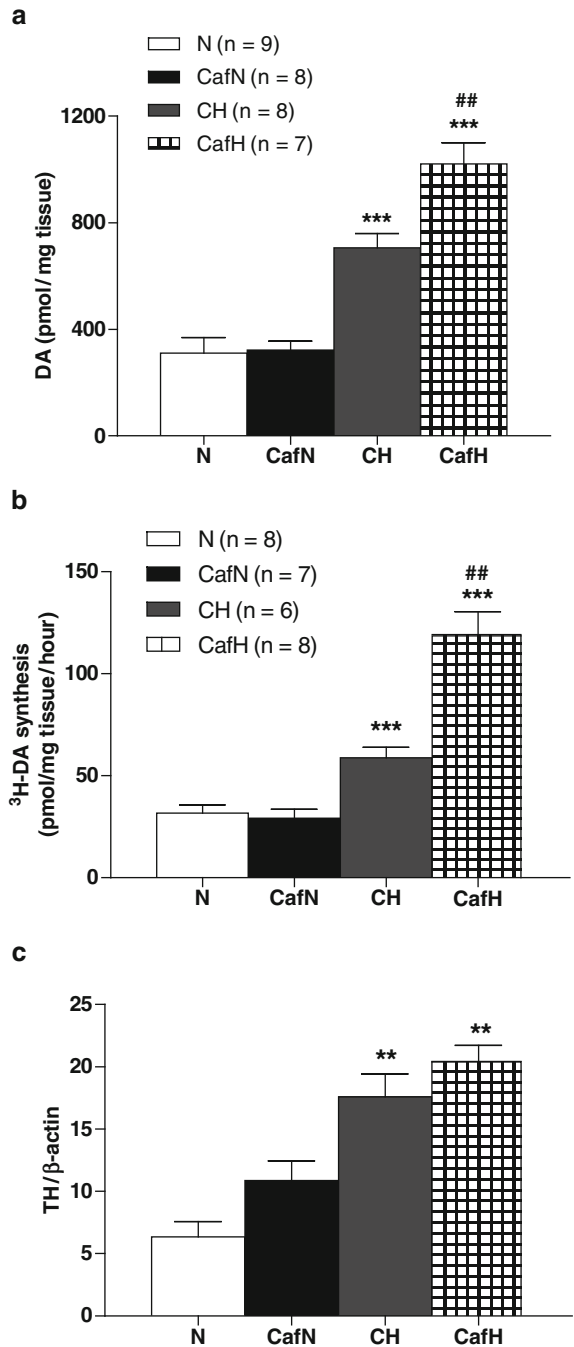 a
N (n = 9)
CafN (n = 8)
CH (n = 8)
CafH (n = 7)
DA (pmol/mg tissue)
1200
800
400
0
***
##
***
N CafN CH CafH
b
N (n = 8)
CafN (n = 7)
CH (n = 6)
CafH (n = 8)
³H-DA synthesis
(pmol/mg tissue/hour)
150
100
50
0
***
##
***
N CafN CH CafH
c
TH/β-actin
25
20
15
10
5
0
**
**
N CafN CH CafH